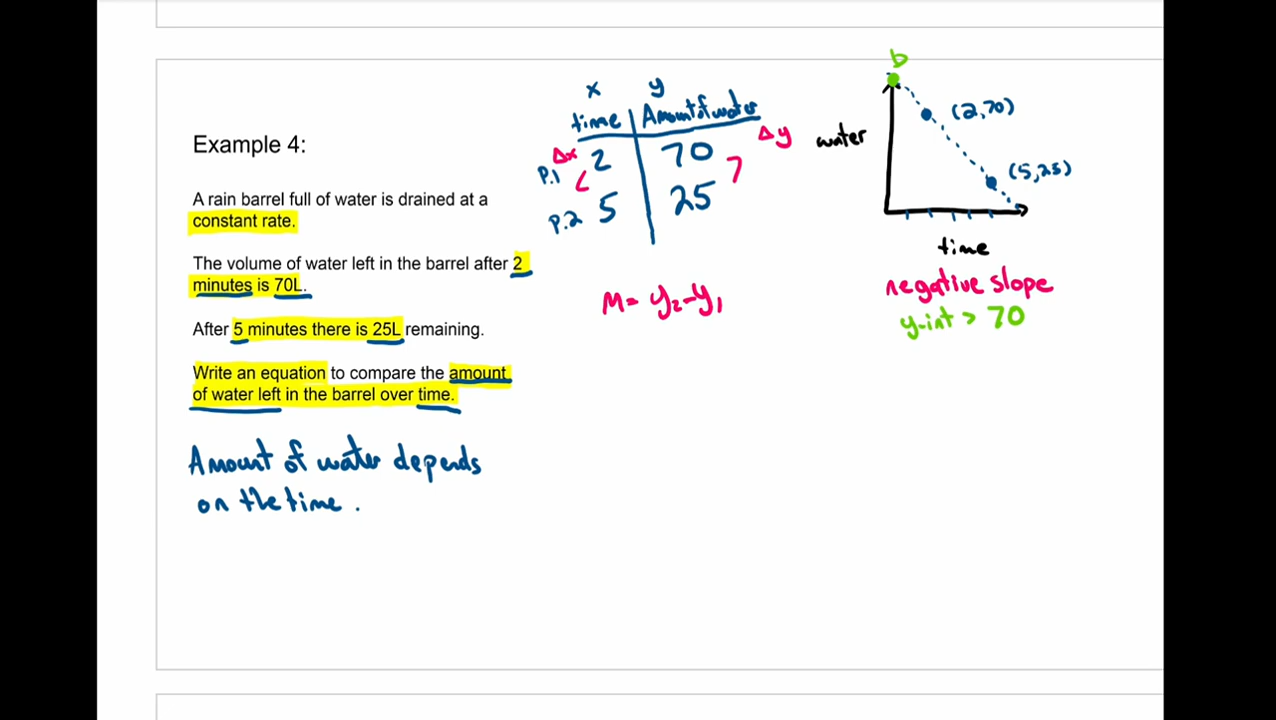 Example 4:
A rain barrel full of water is drained at a
constant rate.
The volume of water left in the barrel after 2
minutes is 70L.
After 5 minutes there is 25L remaining.
Write an equation to compare the amount
of water left in the barrel over time.
Amount of water depends
on the time.
x y
time Amount of water
Δx Δy
P.1 2 70
P.2 5 25
M= y₂-y₁
b
(2,70)
water
(5,25)
time
negative slope
y-int > 70